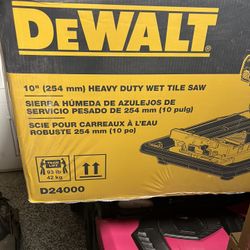 DEWALT
10" (254 mm) HEAVY DUTY WET TILE SAW
SIERRA HÚMEDA DE AZULEJOS DE
SERVICIO PESADO DE 254 mm (10 pulg)
SCIE POUR CARREAUX À L'EAU
ROBUSTE 254 mm (10 po)
93 lb
42 kg
D24000